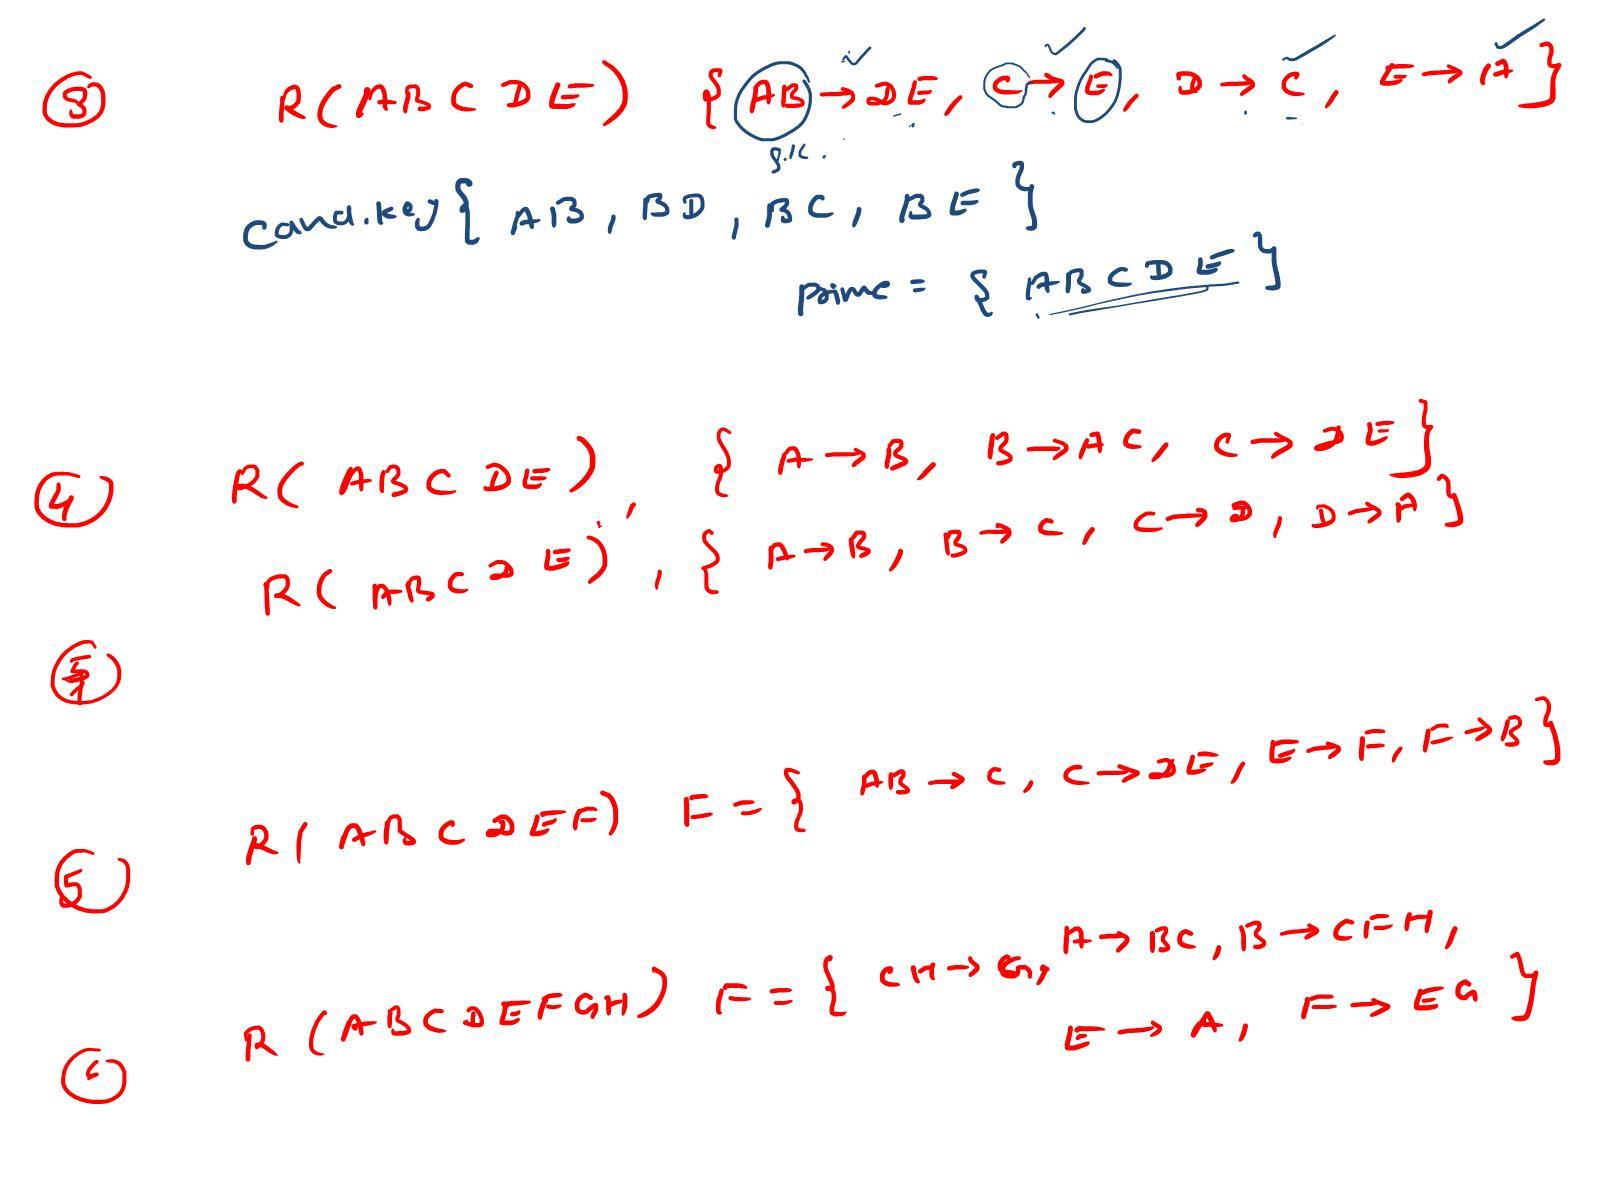 ③ R(ABCDE) {AB→DE, C→E, D→C, E→A}
S.K.
Cand.key{AB, BD, BC, BE}
prime = {ABCDE}
④ R(ABCDE), {A→B, B→AC, C→DE}
R(ABCDE), {A→B, B→C, C→D, D→A}
R(ABCDEF) F={AB→C, C→DE, E→F, F→B}
⑤
R(ABCDEFGH) F={CH→G, A→BC, B→CFH,
E→A, F→EG}
⑥